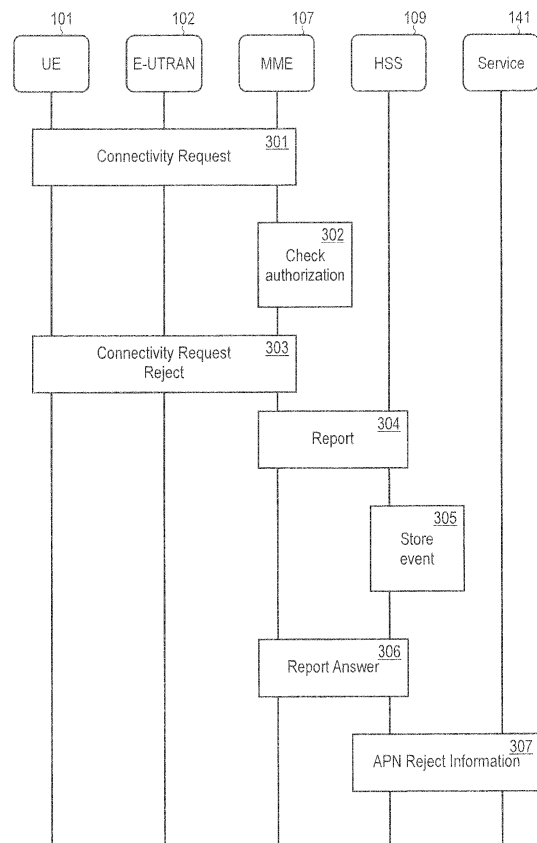 101 102 107 109 141
UE E-UTRAN MME HSS Service
301
Connectivity Request
302
Check
authorization
303
Connectivity Request
Reject
304
Report
305
Store
event
306
Report Answer
307
APN Reject Information